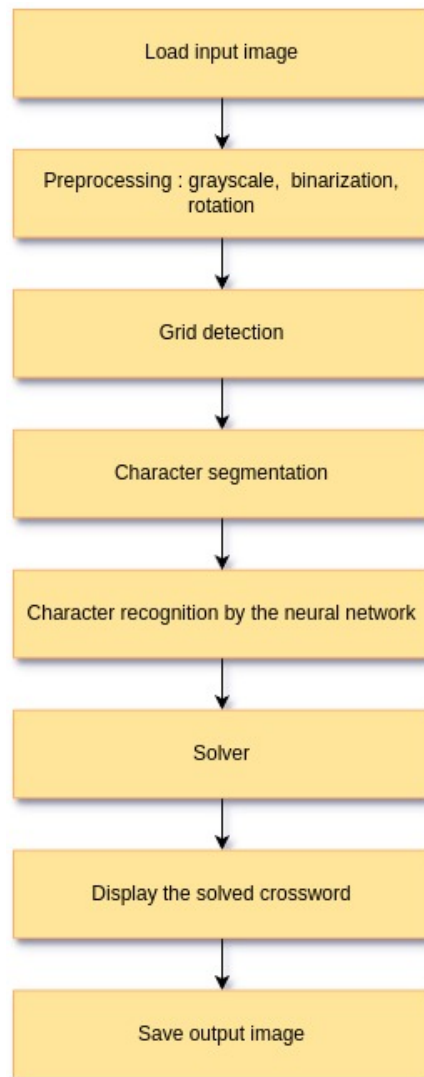 Load input image
Preprocessing : grayscale,  binarization,
rotation
Grid detection
Character segmentation
Character recognition by the neural network
Solver
Display the solved crossword
Save output image